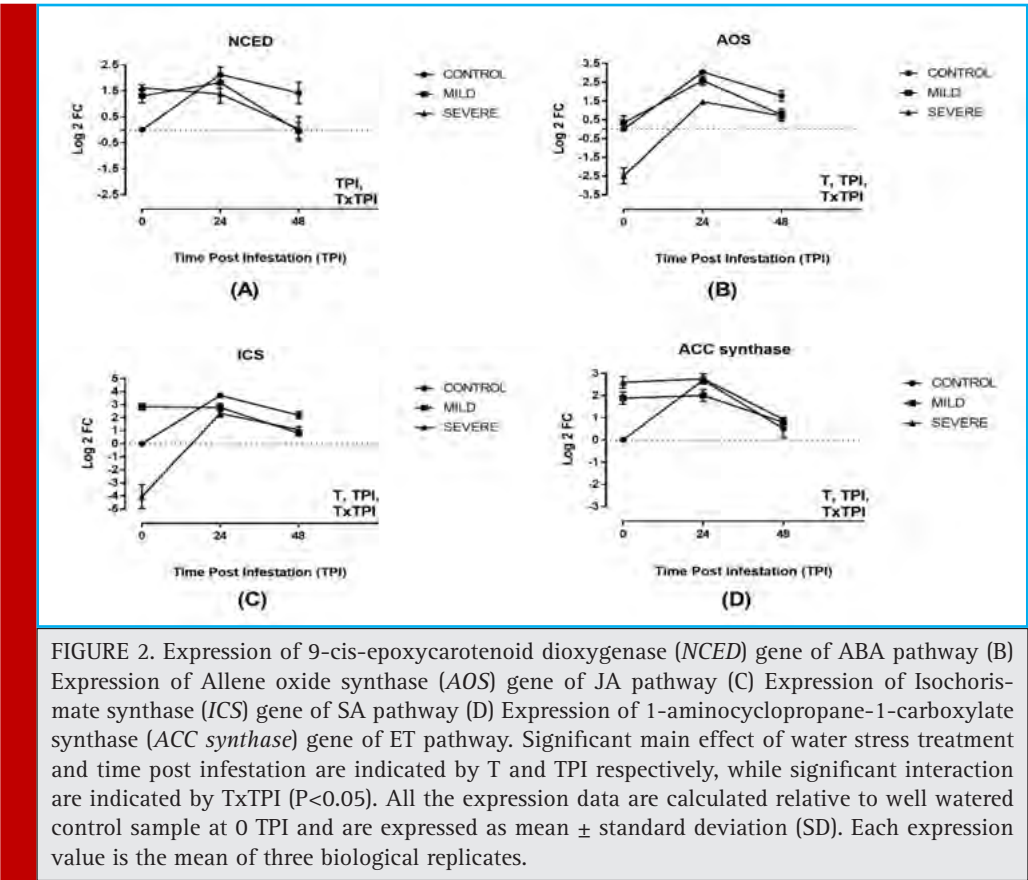 NCED
2.5
1.5
0.5
-0.5
-1.5
-2.5
Log 2 FC
CONTROL
MILD
SEVERE
TPI,
TxTPI
0 24 48
Time Post Infestation (TPI)
(A)
AOS
3.5
2.5
1.5
0.5
-0.5
-1.5
-2.5
-3.5
Log 2 FC
CONTROL
MILD
SEVERE
T, TPI,
TxTPI
0 24 48
Time Post Infestation (TPI)
(B)
ICS
5
4
3
2
1
0
-1
-2
-3
-4
-5
Log 2 FC
CONTROL
MILD
SEVERE
T, TPI,
TxTPI
0 24 48
Time Post Infestation (TPI)
(C)
ACC synthase
3
2
1
0
-1
-2
-3
Log 2 FC
CONTROL
MILD
SEVERE
T, TPI,
TxTPI
0 24 48
Time Post Infestation (TPI)
(D)
FIGURE 2. Expression of 9-cis-epoxycarotenoid dioxygenase (NCED) gene of ABA pathway (B)
Expression of Allene oxide synthase (AOS) gene of JA pathway (C) Expression of Isochoris-
mate synthase (ICS) gene of SA pathway (D) Expression of 1-aminocyclopropane-1-carboxylate
synthase (ACC synthase) gene of ET pathway. Significant main effect of water stress treatment
and time post infestation are indicated by T and TPI respectively, while significant interaction
are indicated by TxTPI (P<0.05). All the expression data are calculated relative to well watered
control sample at 0 TPI and are expressed as mean ± standard deviation (SD). Each expression
value is the mean of three biological replicates.